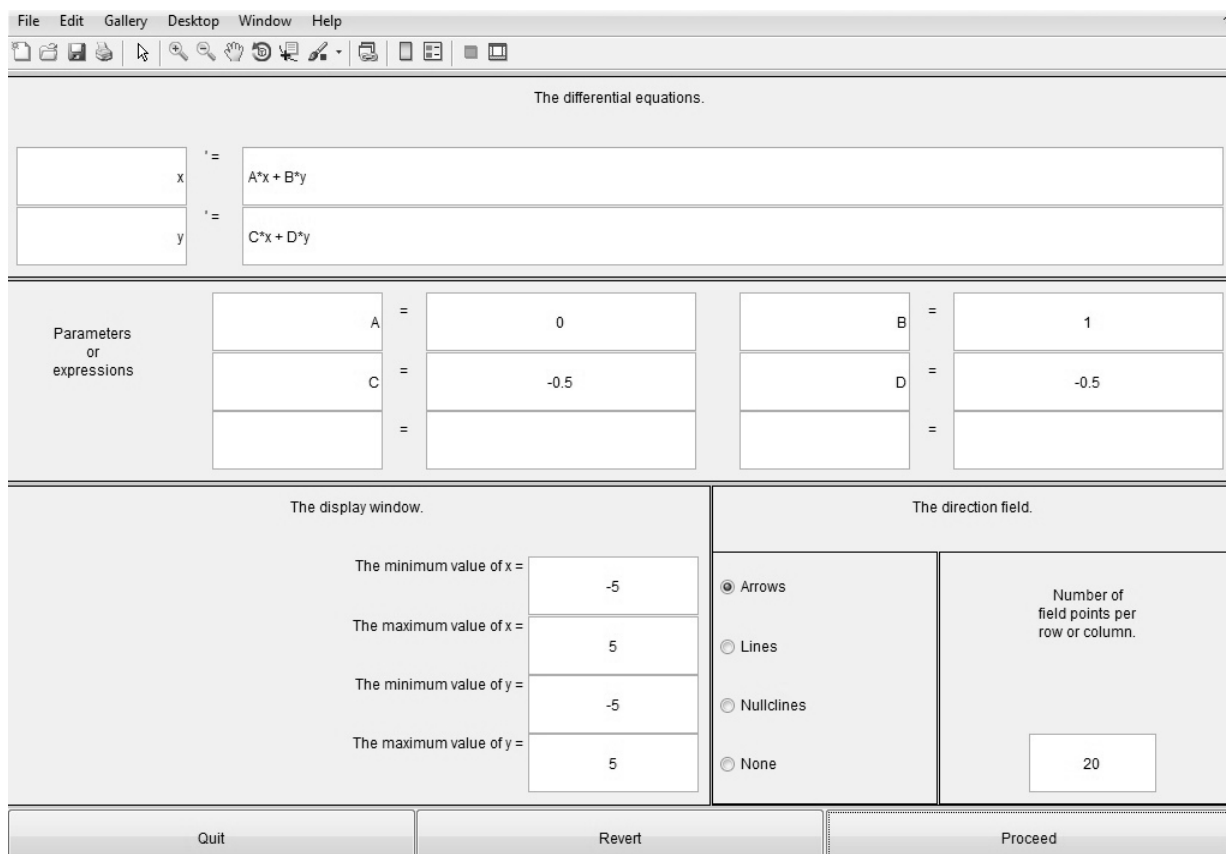 File Edit Gallery Desktop Window Help
The differential equations.
x ' = A*x + B*y
y ' = C*x + D*y
Parameters
or
expressions
A = 0 B = 1
C = -0.5 D = -0.5
= =
The display window.
The minimum value of x = -5
The maximum value of x = 5
The minimum value of y = -5
The maximum value of y = 5
The direction field.
Arrows
Lines
Nullclines
None
Number of
field points per
row or column.
20
Quit Revert Proceed